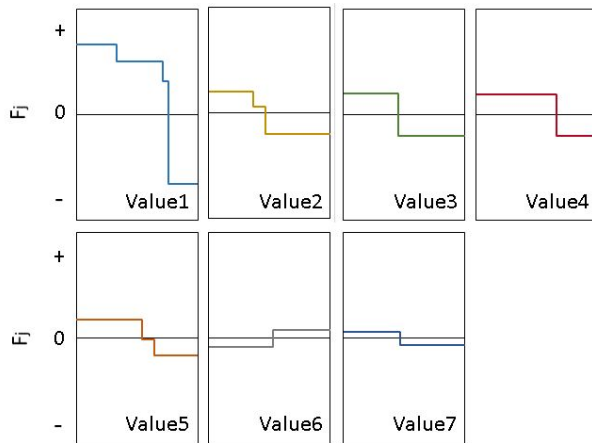 +
Fj
0
-
Value1
Value2
Value3
Value4
+
Fj
0
-
Value5
Value6
Value7